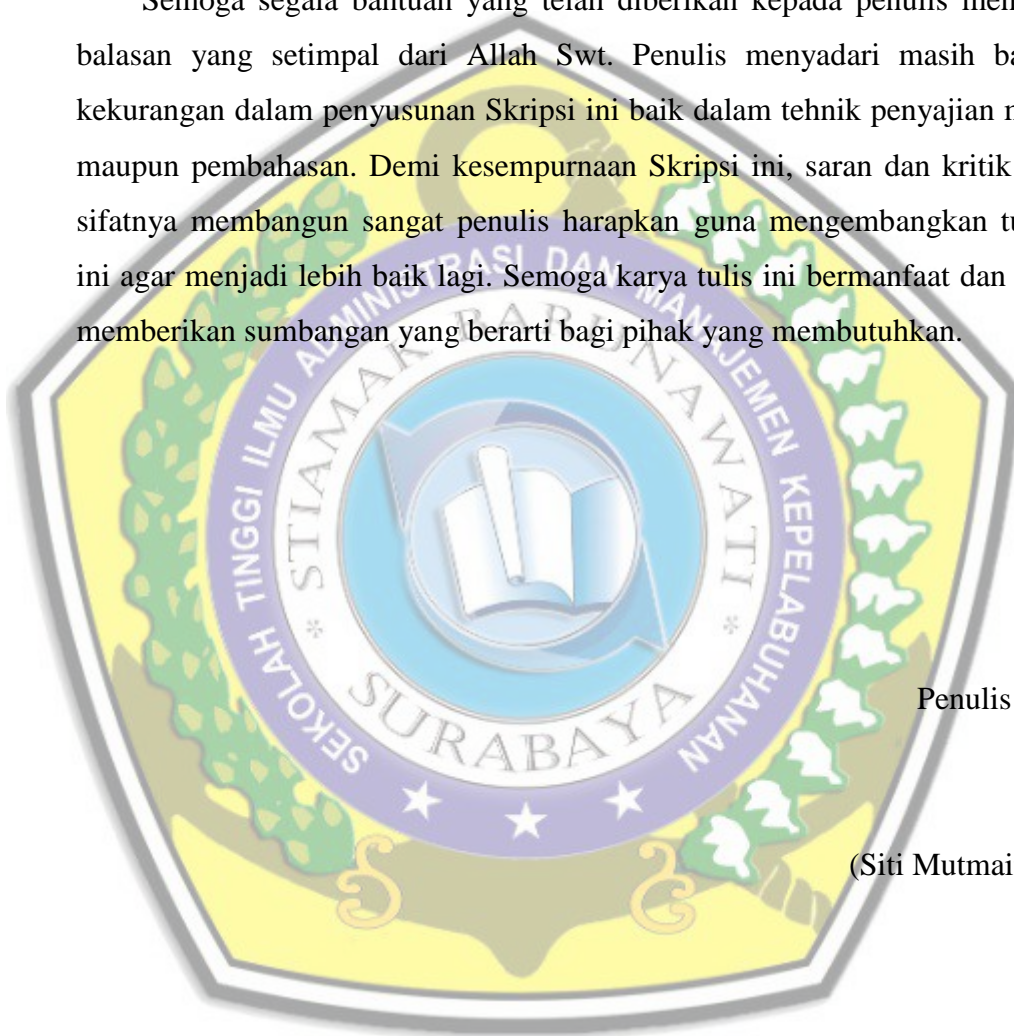 Semoga segala bantuan yang telah diberikan kepada penulis men
balasan yang setimpal dari Allah Swt. Penulis menyadari masih ba
kekurangan dalam penyusunan Skripsi ini baik dalam tehnik penyajian m
maupun pembahasan. Demi kesempurnaan Skripsi ini, saran dan kritik
sifatnya membangun sangat penulis harapkan guna mengembangkan tu
ini agar menjadi lebih baik lagi. Semoga karya tulis ini bermanfaat dan
memberikan sumbangan yang berarti bagi pihak yang membutuhkan.
SEKOLAH TINGGI ILMU ADMINISTRASI DAN MANAJEMEN KEPELABUHANAN
* STIAMAK BARUNAWATI *
SURABAYA
Penulis
(Siti Mutmai